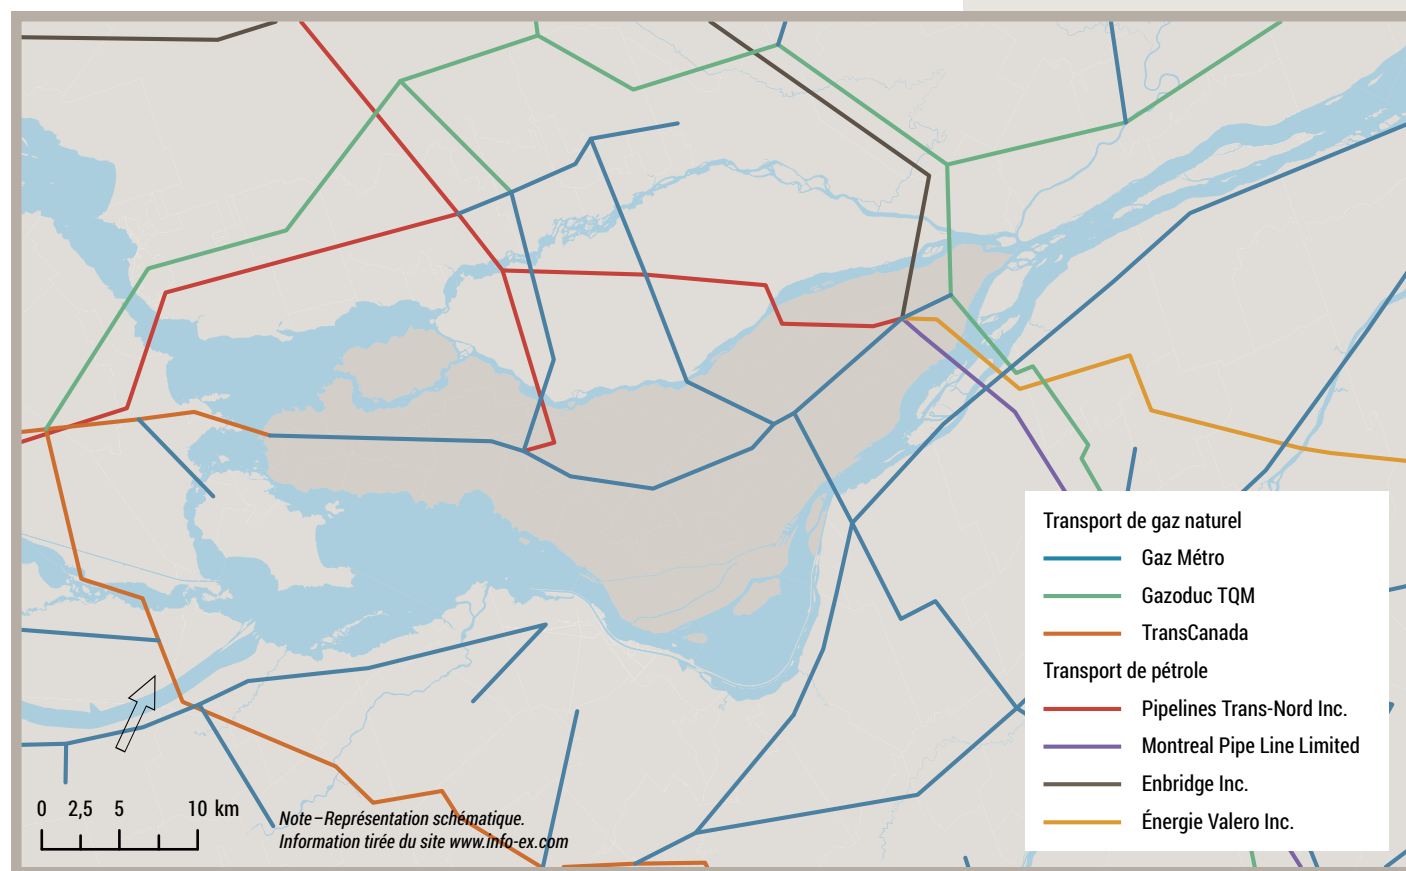 Transport de gaz naturel
Gaz Métro
Gazoduc TQM
TransCanada
Transport de pétrole
Pipelines Trans-Nord Inc.
Montreal Pipe Line Limited
Enbridge Inc.
Énergie Valero Inc.
0 2,5 5 10 km
Note – Représentation schématique.
Information tirée du site www.info-ex.com